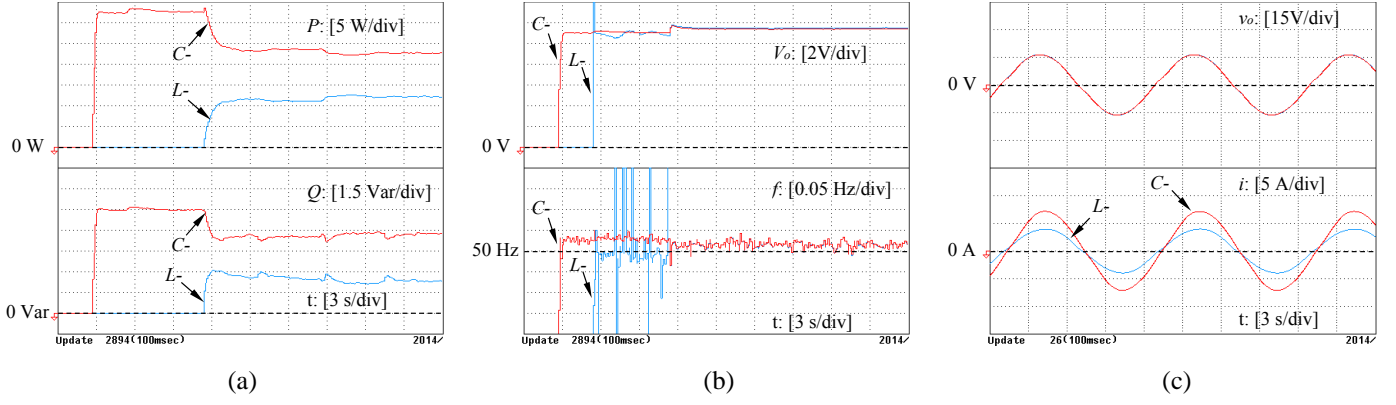 P: [5 W/div]
C-
L-
0 W
Q: [1.5 Var/div]
C-
L-
0 Var
t: [3 s/div]
Update 2894(100msec) 2014/
(a)
C-
Vo: [2V/div]
L-
0 V
f: [0.05 Hz/div]
C-
50 Hz
L-
t: [3 s/div]
Update 2894(100msec) 2014/
(b)
vo: [15V/div]
0 V
C-
i: [5 A/div]
L-
0 A
t: [3 s/div]
Update 26(100msec) 2014/
(c)